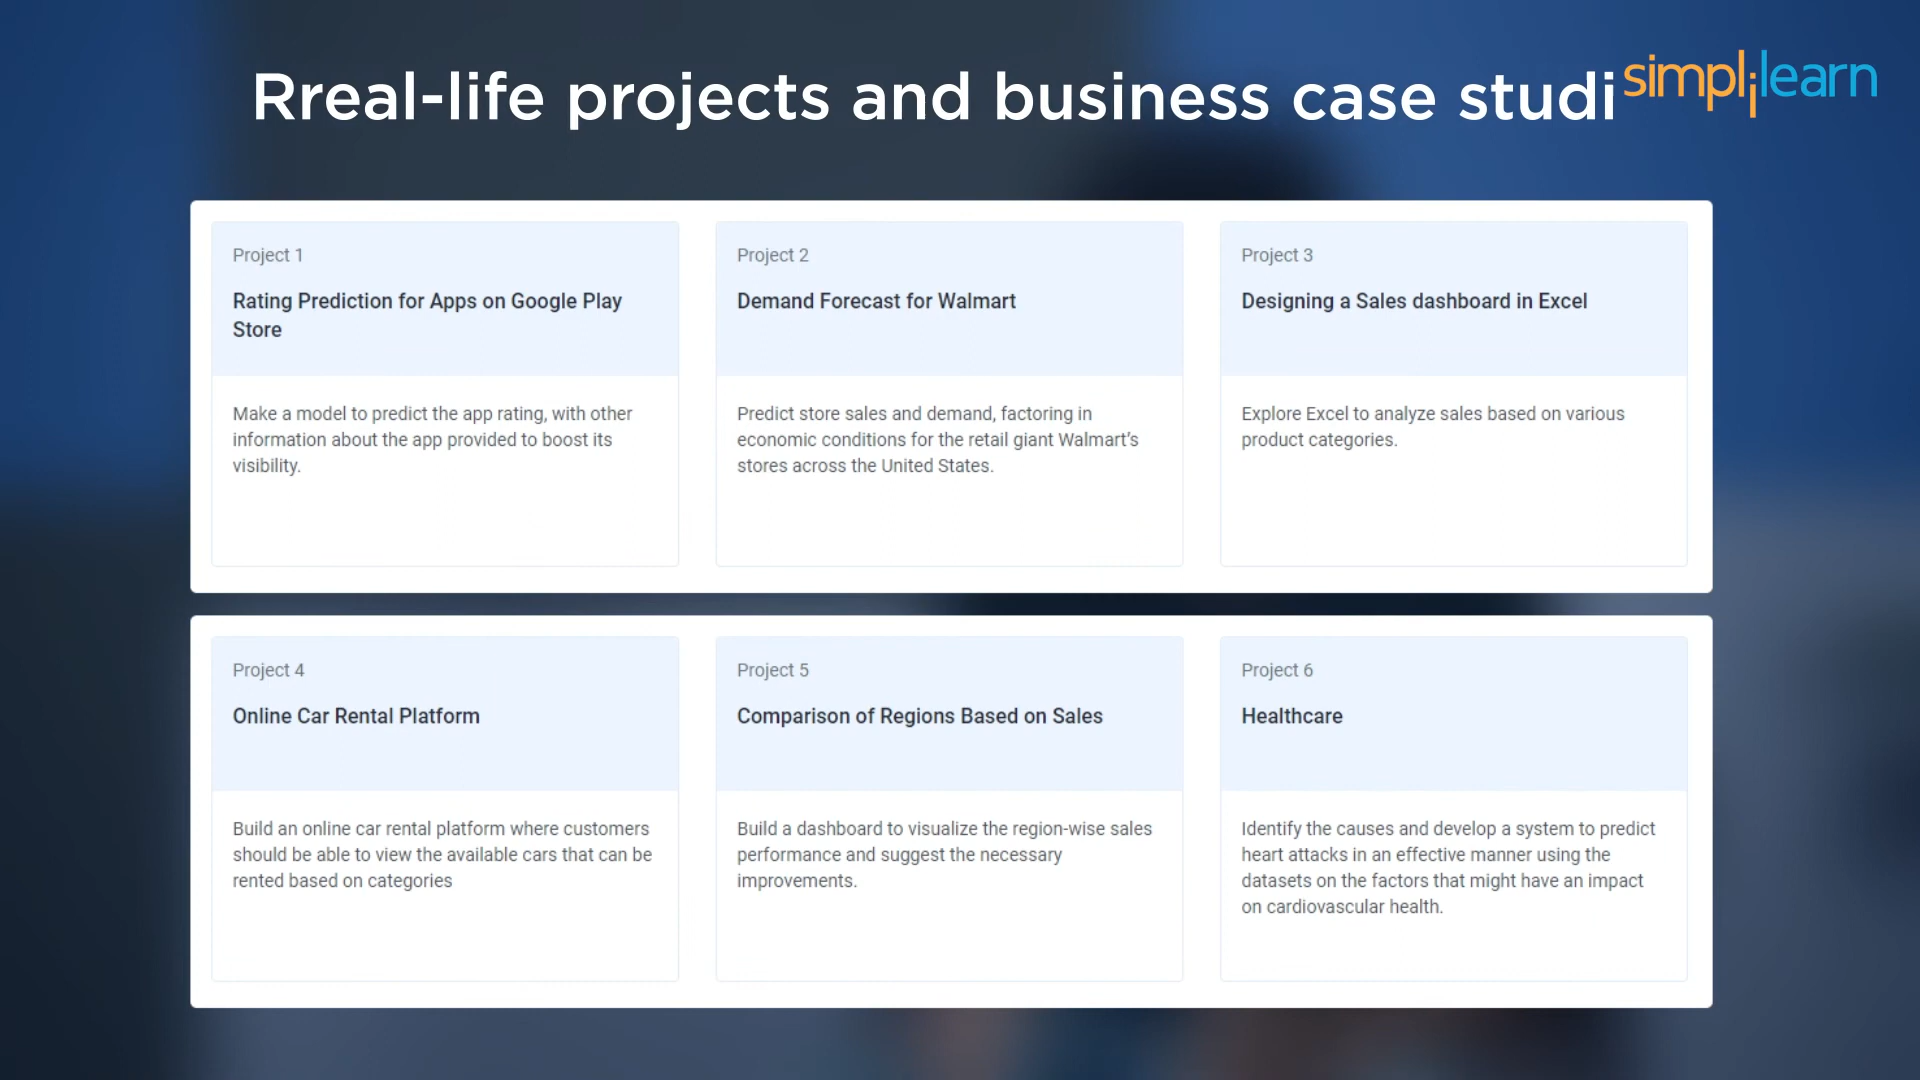 Rreal-life projects and business case studi
simplilearn
Project 1
Rating Prediction for Apps on Google Play
Store
Make a model to predict the app rating, with other
information about the app provided to boost its
visibility.
Project 2
Demand Forecast for Walmart
Predict store sales and demand, factoring in
economic conditions for the retail giant Walmart’s
stores across the United States.
Project 3
Designing a Sales dashboard in Excel
Explore Excel to analyze sales based on various
product categories.
Project 4
Online Car Rental Platform
Build an online car rental platform where customers
should be able to view the available cars that can be
rented based on categories
Project 5
Comparison of Regions Based on Sales
Build a dashboard to visualize the region-wise sales
performance and suggest the necessary
improvements.
Project 6
Healthcare
Identify the causes and develop a system to predict
heart attacks in an effective manner using the
datasets on the factors that might have an impact
on cardiovascular health.